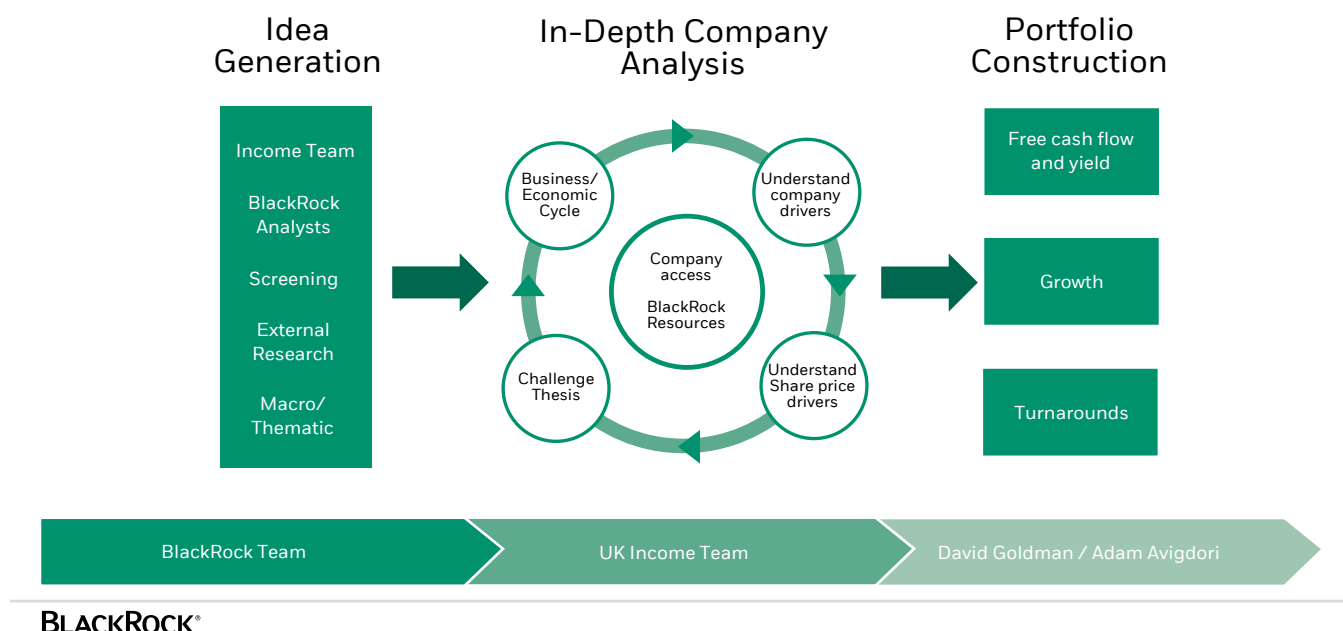 Idea
Generation
In-Depth Company
Analysis
Portfolio
Construction
Income Team
BlackRock
Analysts
Screening
External
Research
Macro/
Thematic
Business/
Economic
Cycle
Understand
company
drivers
Company
access
BlackRock
Resources
Challenge
Thesis
Understand
Share price
drivers
Free cash flow
and yield
Growth
Turnarounds
BlackRock Team
UK Income Team
David Goldman / Adam Avigdori
BLACKROCK®